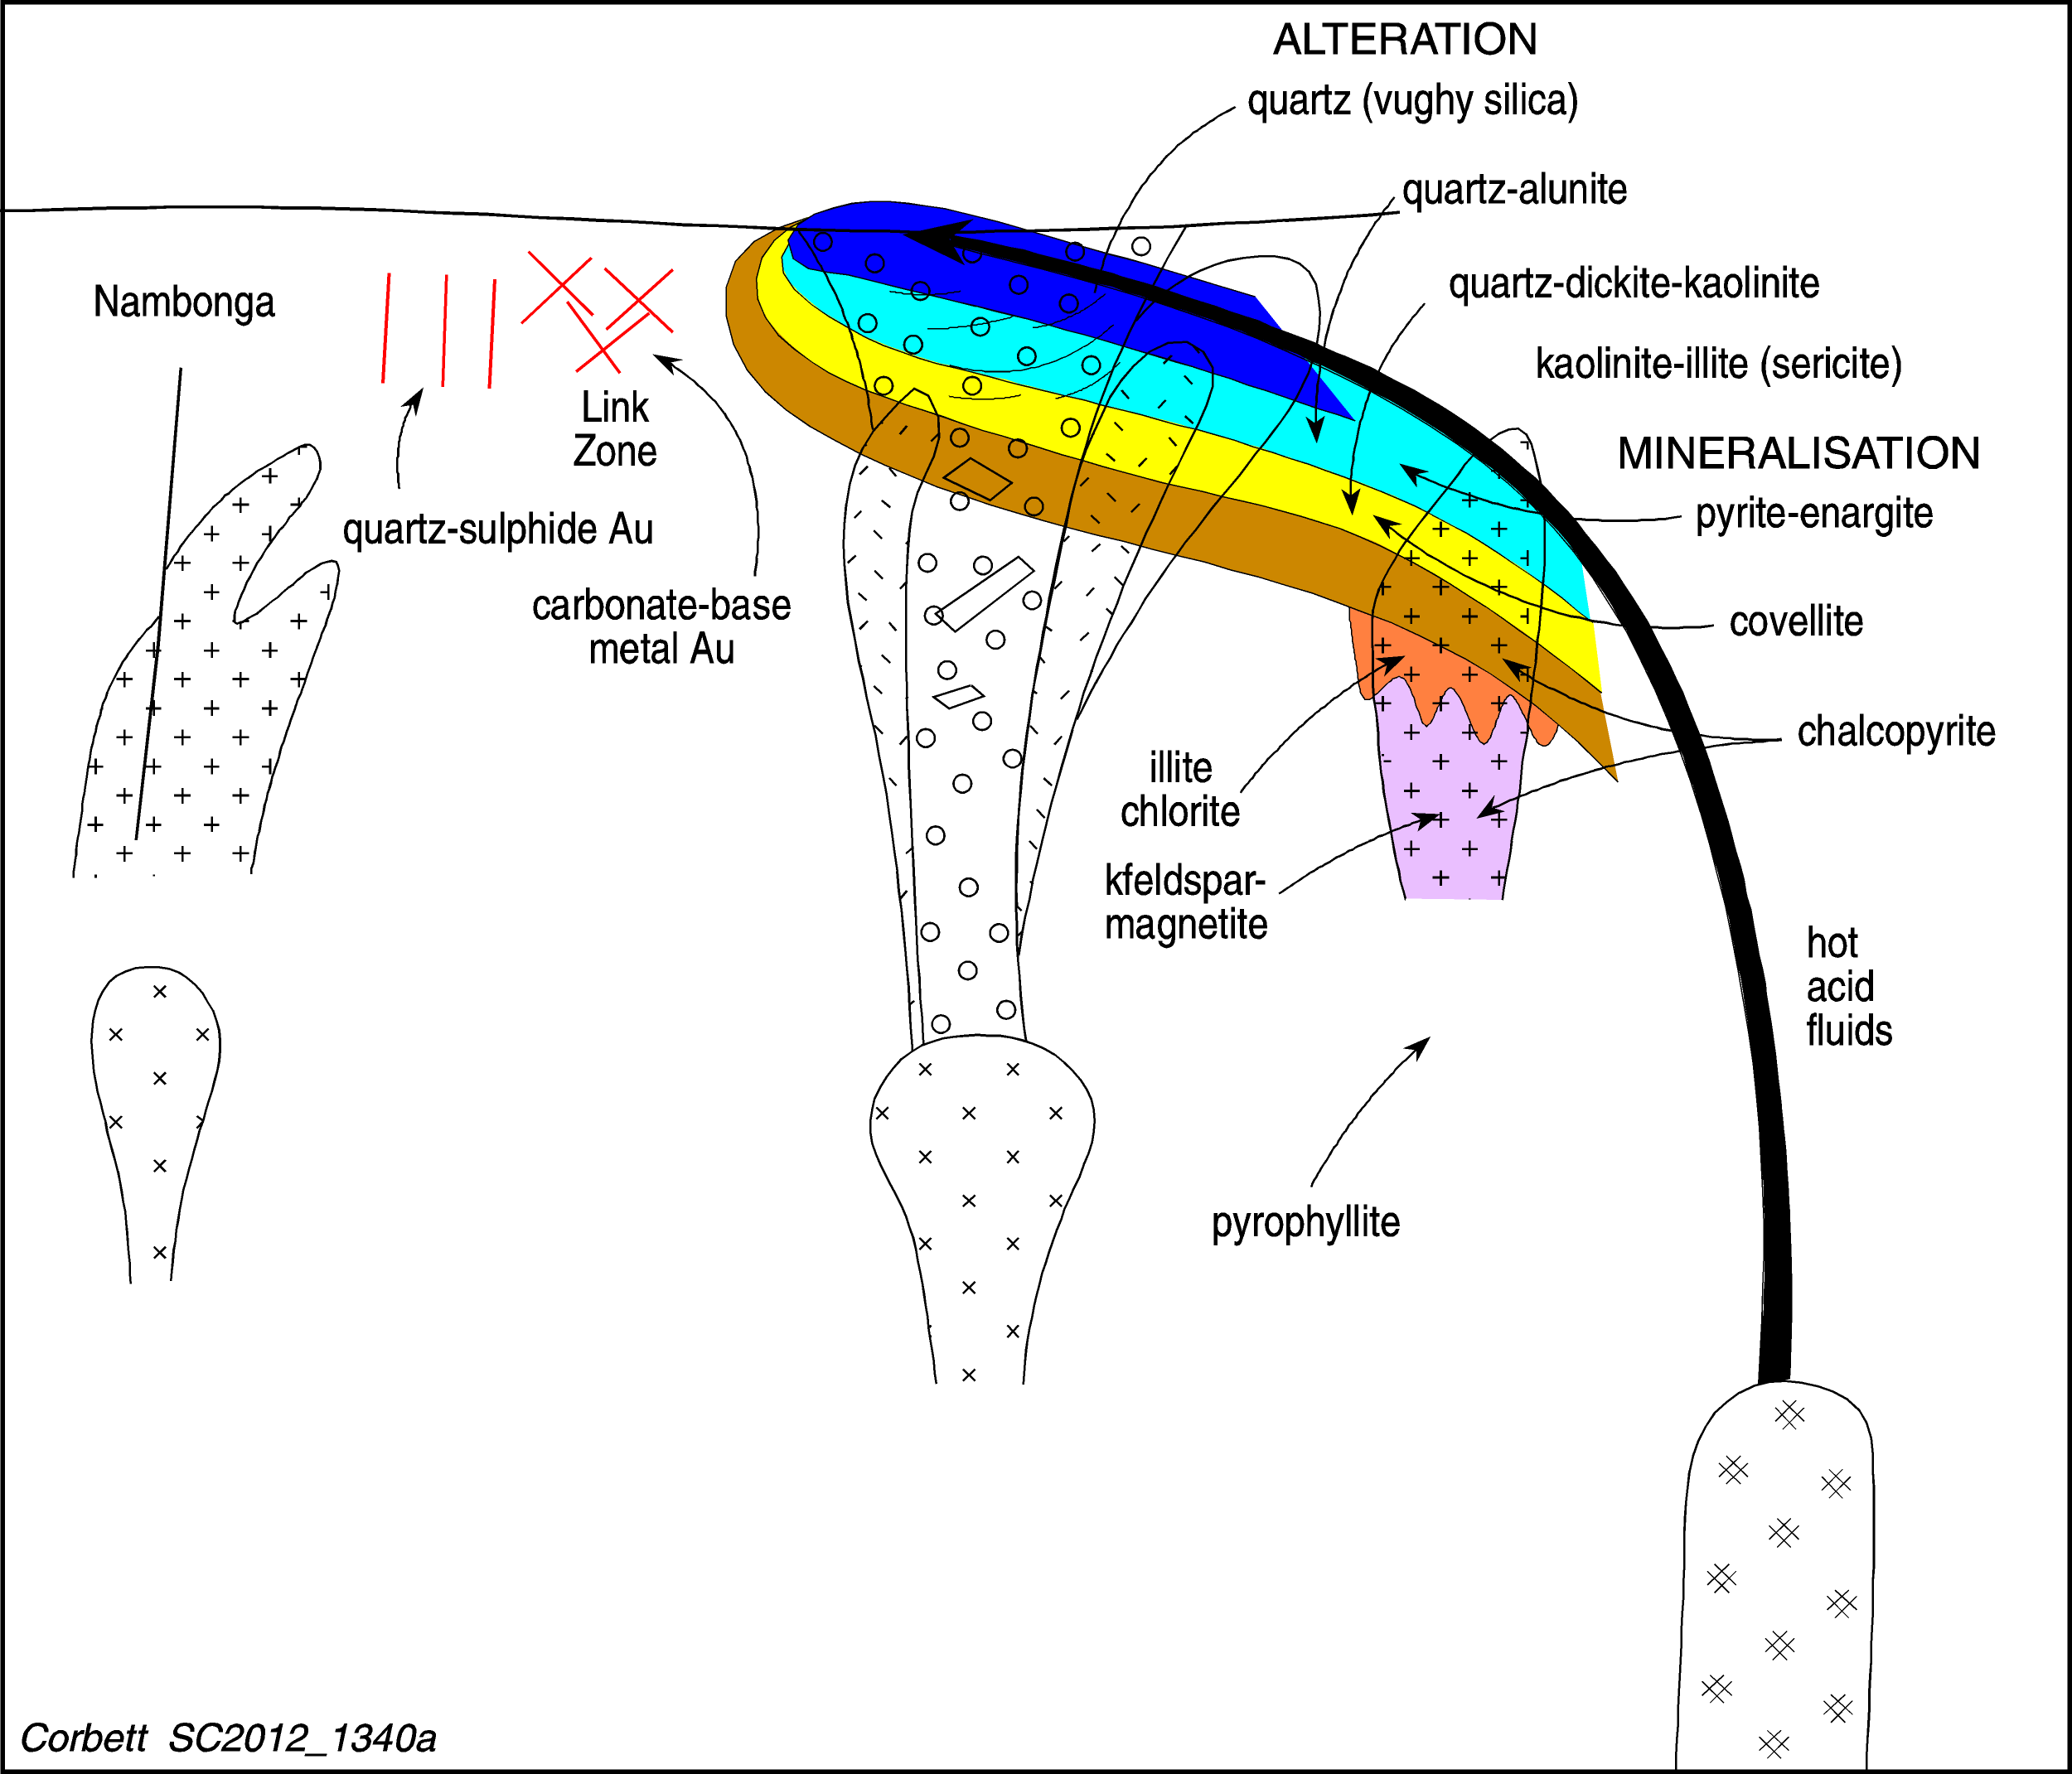 ALTERATION
quartz (vughy silica)
quartz-alunite
quartz-dickite-kaolinite
kaolinite-illite (sericite)
MINERALISATION
pyrite-enargite
covellite
chalcopyrite
Nambonga
Link
Zone
quartz-sulphide Au
carbonate-base
metal Au
illite
chlorite
kfeldspar-
magnetite
hot
acid
fluids
pyrophyllite
Corbett SC2012_1340a